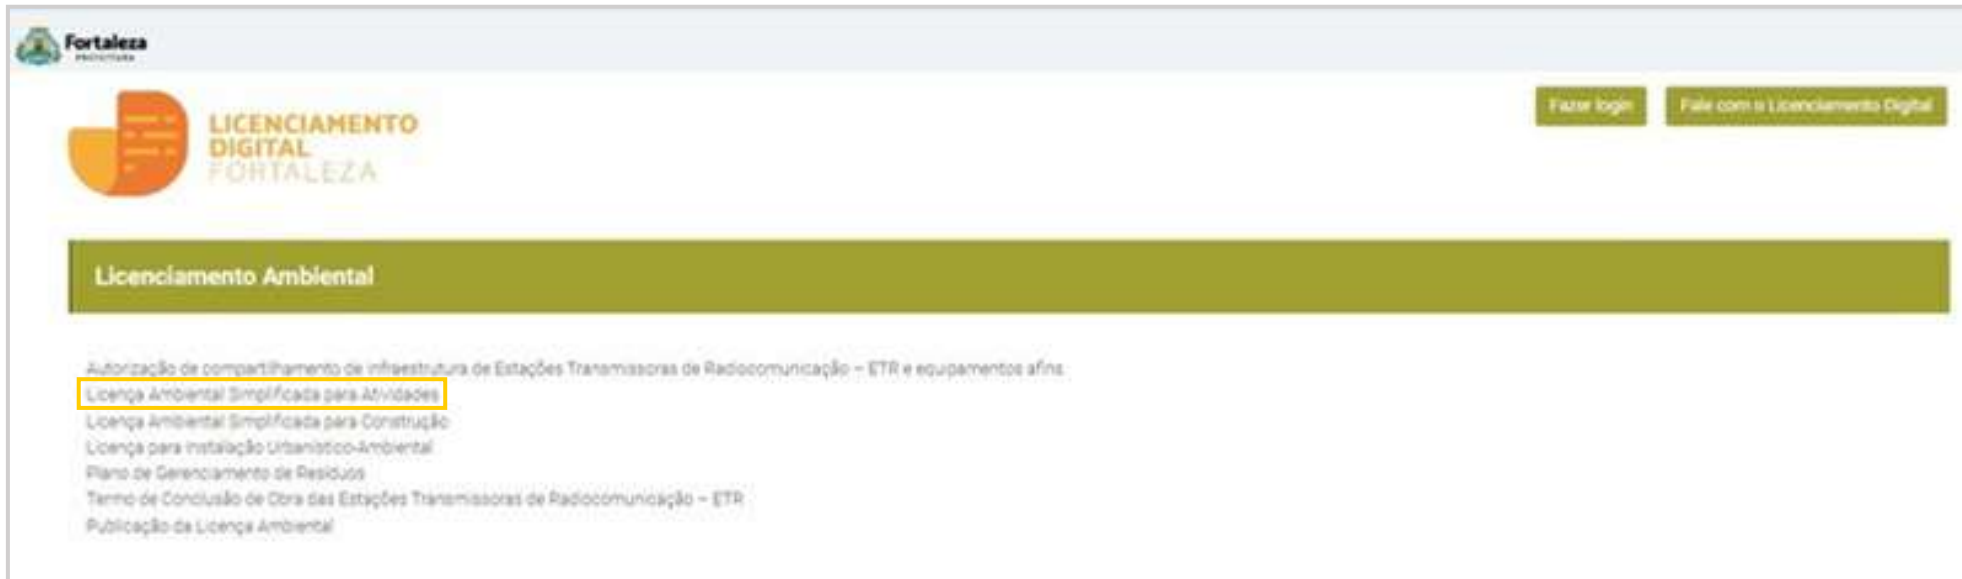 Fortaleza
PREFEITURA
LICENCIAMENTO
DIGITAL
FORTALEZA
Fazer login
Fale com o Licenciamento Digital
Licenciamento Ambiental
Autorização de compartilhamento de infraestrutura de Estações Transmissoras de Radiocomunicação – ETR e equipamentos afins
Licença Ambiental Simplificada para Atividades
Licença Ambiental Simplificada para Construção
Licença para Instalação Urbanístico-Ambiental
Plano de Gerenciamento de Resíduos
Termo de Conclusão de Obra das Estações Transmissoras de Radiocomunicação – ETR
Publicação da Licença Ambiental